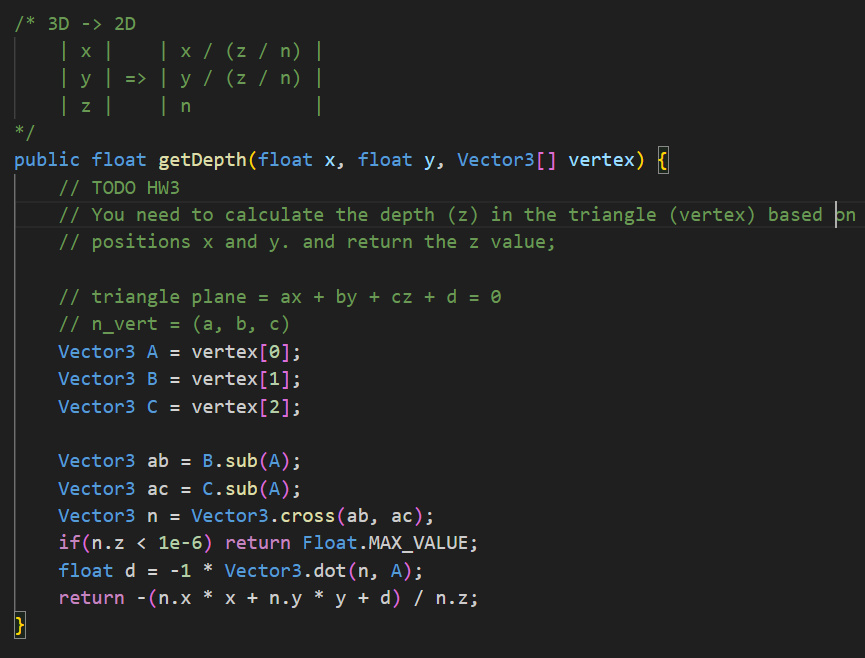 /* 3D -> 2D
| x |    | x / (z / n) |
| y | => | y / (z / n) |
| z |    | n           |
*/
public float getDepth(float x, float y, Vector3[] vertex) {
// TODO HW3
// You need to calculate the depth (z) in the triangle (vertex) based on
// positions x and y. and return the z value;
// triangle plane = ax + by + cz + d = 0
// n_vert = (a, b, c)
Vector3 A = vertex[0];
Vector3 B = vertex[1];
Vector3 C = vertex[2];
Vector3 ab = B.sub(A);
Vector3 ac = C.sub(A);
Vector3 n = Vector3.cross(ab, ac);
if(n.z < 1e-6) return Float.MAX_VALUE;
float d = -1 * Vector3.dot(n, A);
return -(n.x * x + n.y * y + d) / n.z;
}